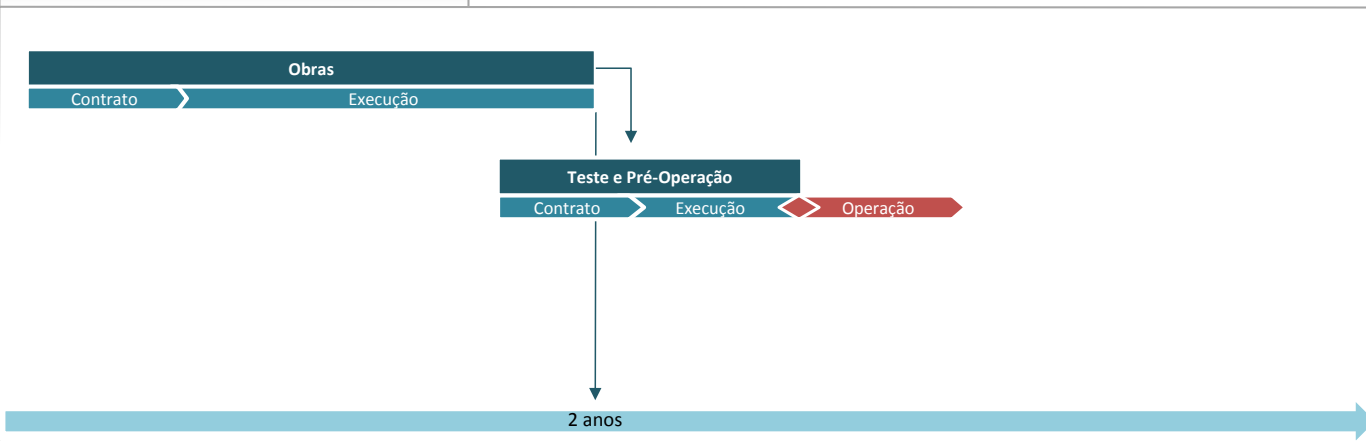 Obras
Contrato
Execução
Teste e Pré-Operação
Contrato
Execução
Operação
2 anos